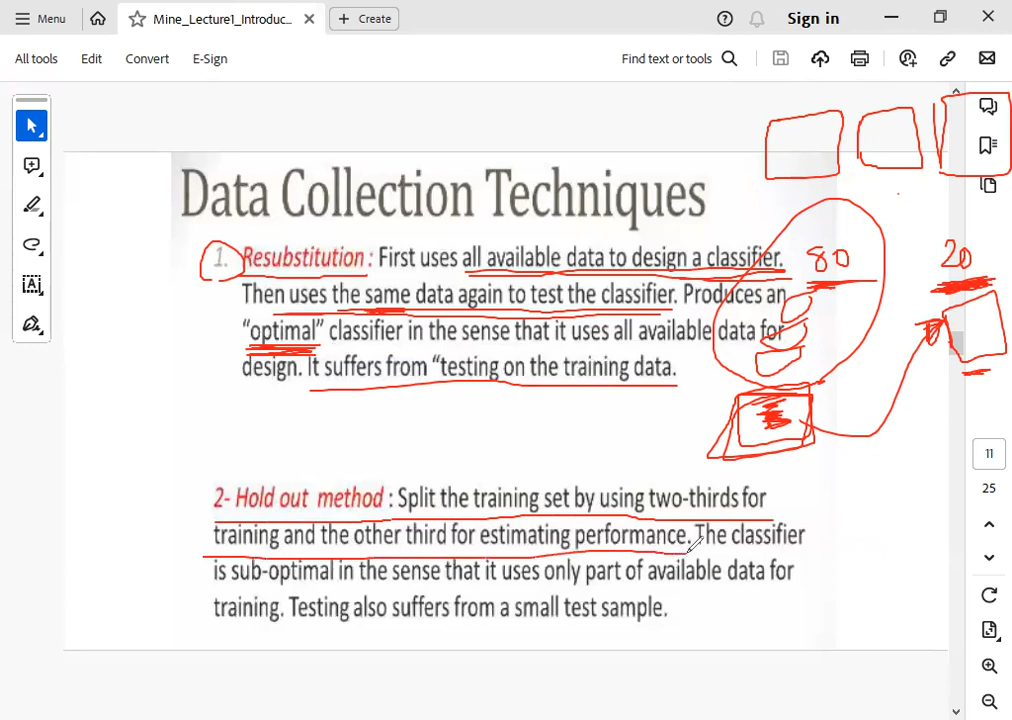 Menu
Mine_Lecture1_Introduc...
Create
Sign in
All tools
Edit
Convert
E-Sign
Find text or tools
Data Collection Techniques
1. Resubstitution : First uses all available data to design a classifier.
Then uses the same data again to test the classifier. Produces an
“optimal” classifier in the sense that it uses all available data for
design. It suffers from “testing on the training data.
80
20
2- Hold out method : Split the training set by using two-thirds for
training and the other third for estimating performance. The classifier
is sub-optimal in the sense that it uses only part of available data for
training. Testing also suffers from a small test sample.
11
25